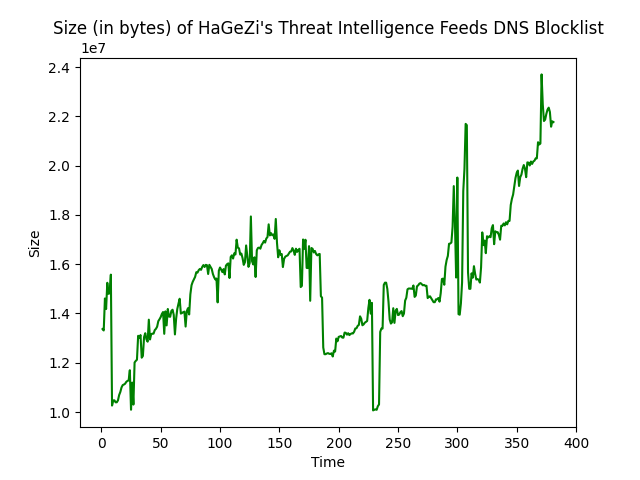 Size (in bytes) of HaGeZi's Threat Intelligence Feeds DNS Blocklist
1e7
2.4
2.2
2.0
1.8
1.6
1.4
1.2
1.0
Size
0 50 100 150 200 250 300 350 400
Time